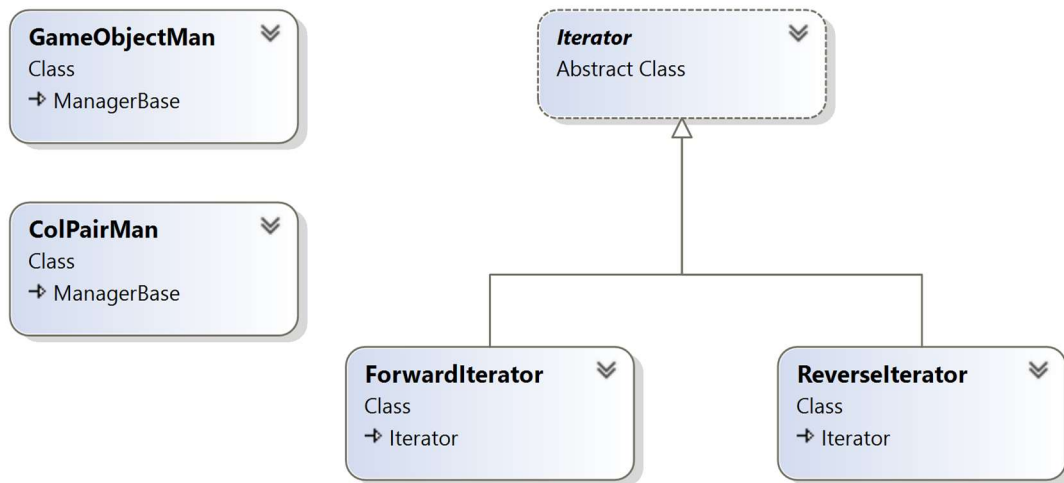 GameObjectMan
Class
ManagerBase
Iterator
Abstract Class
ColPairMan
Class
ManagerBase
ForwardIterator
Class
Iterator
ReverseIterator
Class
Iterator